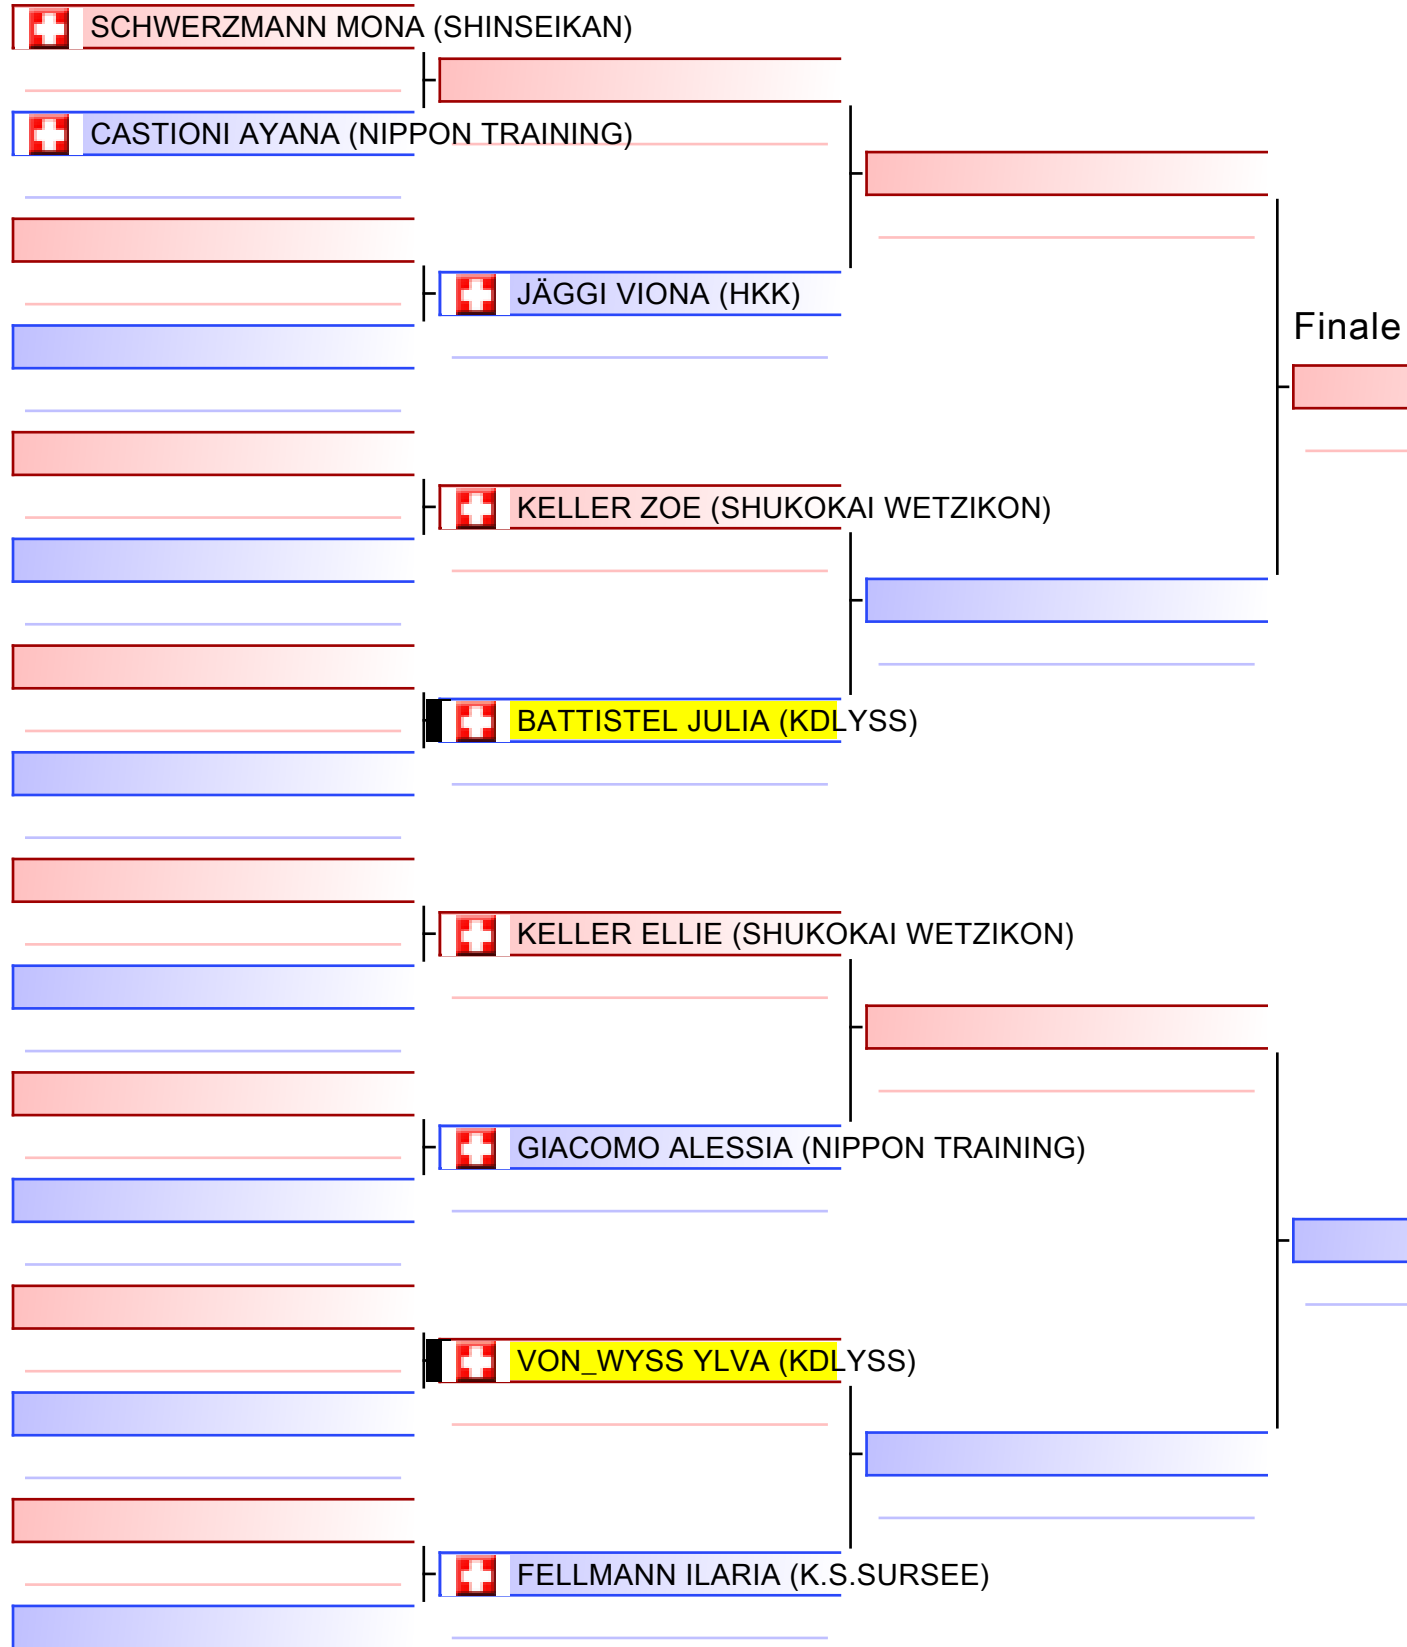 SCHWERZMANN MONA (SHINSEIKAN)
CASTIONI AYANA (NIPPON TRAINING)
JÄGGI VIONA (HKK)
Finale
KELLER ZOE (SHUKOKAI WETZIKON)
BATTISTEL JULIA (KDLYSS)
KELLER ELLIE (SHUKOKAI WETZIKON)
GIACOMO ALESSIA (NIPPON TRAINING)
VON_WYSS YLVA (KDLYSS)
FELLMANN ILARIA (K.S.SURSEE)